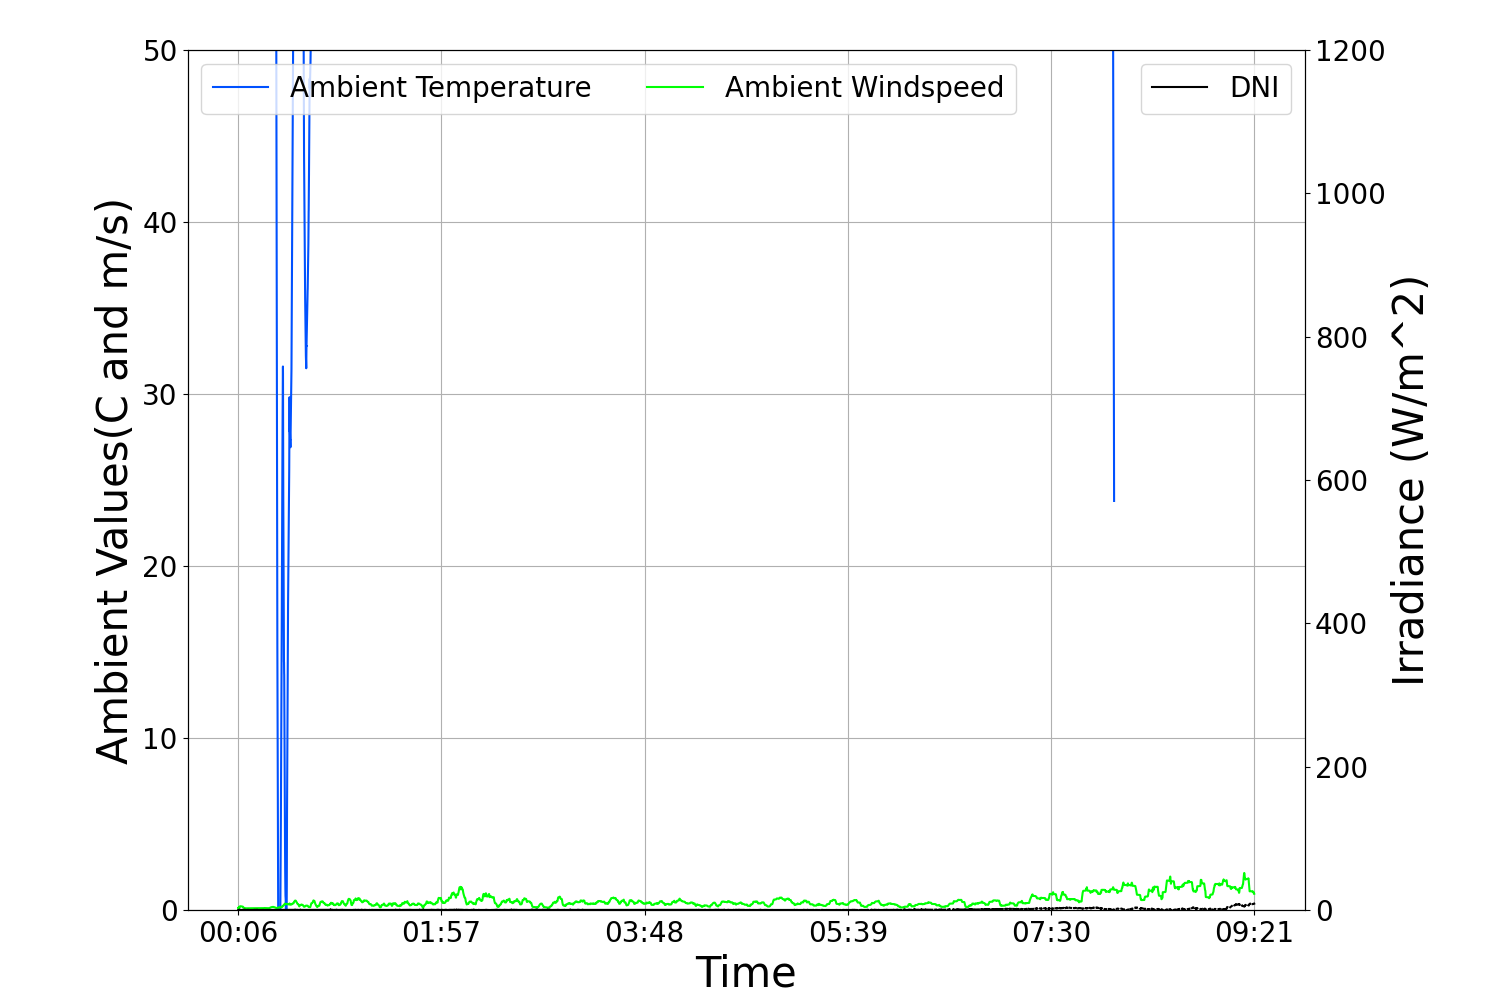 Ambient Temperature
Ambient Windspeed
DNI
50
40
30
20
10
0
Ambient Values(C and m/s)
1200
1000
800
600
400
200
0
Irradiance (W/m^2)
00:06 01:57 03:48 05:39 07:30 09:21
Time